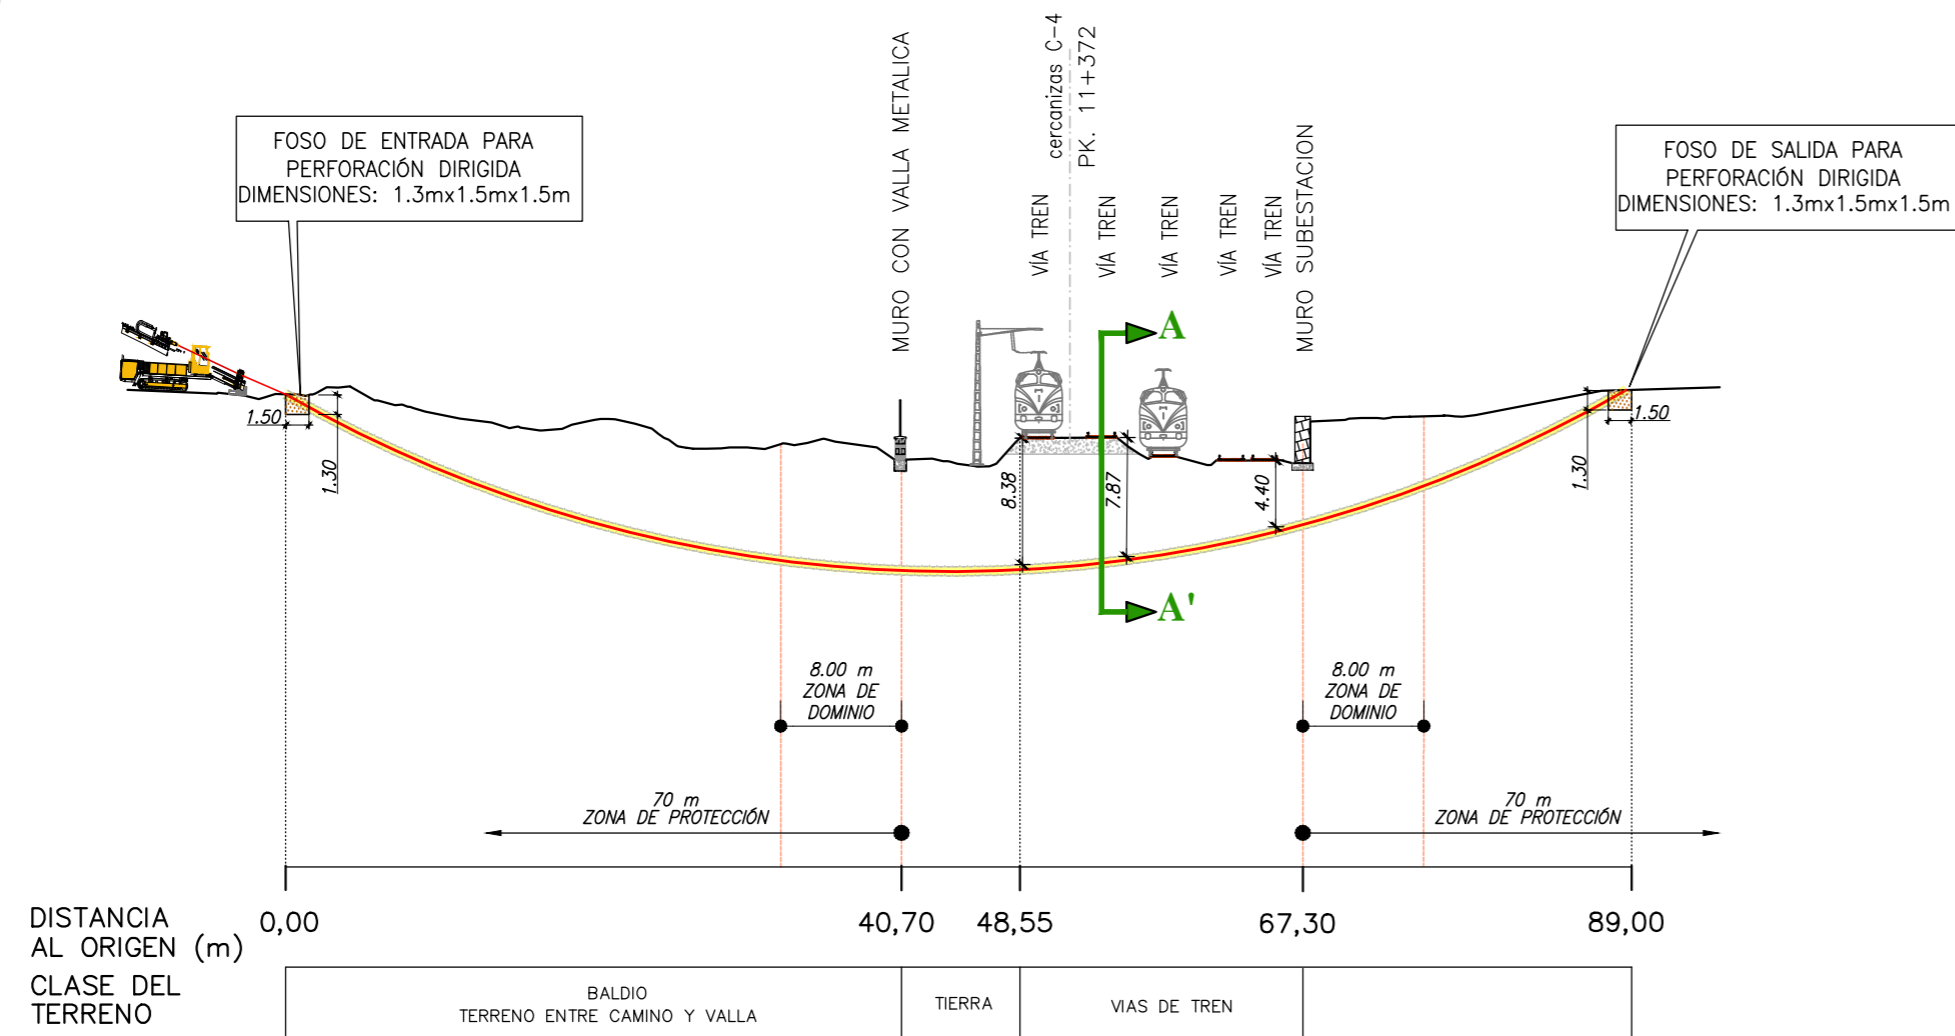 FOSO DE ENTRADA PARA
PERFORACIÓN DIRIGIDA
DIMENSIONES: 1.3mx1.5mx1.5m
MURO CON VALLA METALICA
cercanizas C-4
PK. 11+372
VÍA TREN
VÍA TREN
VÍA TREN
VÍA TREN
VÍA TREN
MURO SUBESTACION
FOSO DE SALIDA PARA
PERFORACIÓN DIRIGIDA
DIMENSIONES: 1.3mx1.5mx1.5m
A
1.50
1.30
8.38
7.87
4.40
1.30
1.50
A'
8.00 m
ZONA DE
DOMINIO
8.00 m
ZONA DE
DOMINIO
70 m
ZONA DE PROTECCIÓN
70 m
ZONA DE PROTECCIÓN
DISTANCIA
AL ORIGEN (m)
0,00
40,70
48,55
67,30
89,00
CLASE DEL
TERRENO
BALDIO
TERRENO ENTRE CAMINO Y VALLA
TIERRA
VIAS DE TREN